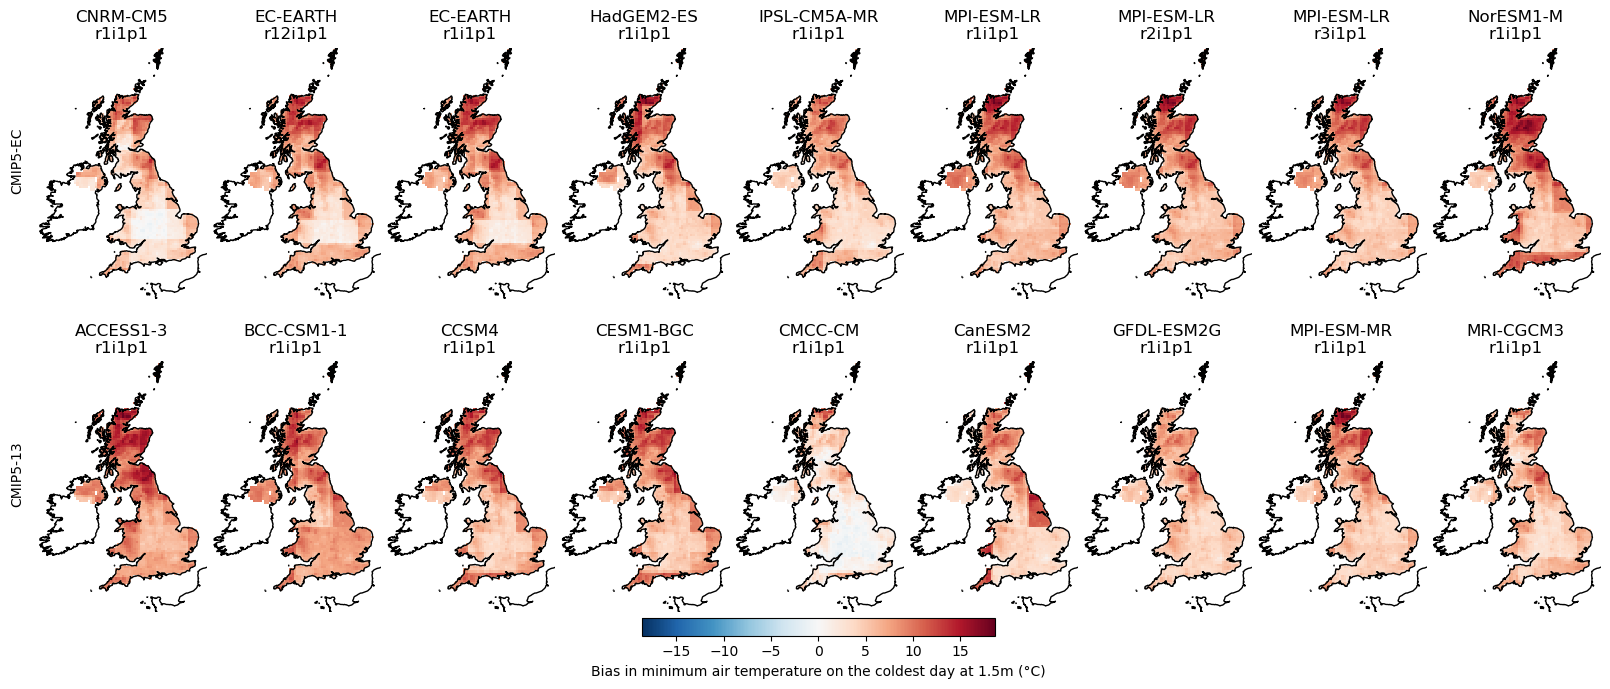 CNRM-CM5 EC-EARTH EC-EARTH HadGEM2-ES IPSL-CM5A-MR MPI-ESM-LR MPI-ESM-LR MPI-ESM-LR NorESM1-M
r1i1p1 r12i1p1 r1i1p1 r1i1p1 r1i1p1 r1i1p1 r2i1p1 r3i1p1 r1i1p1
CMIP5-EC
ACCESS1-3 BCC-CSM1-1 CCSM4 CESM1-BGC CMCC-CM CanESM2 GFDL-ESM2G MPI-ESM-MR MRI-CGCM3
r1i1p1 r1i1p1 r1i1p1 r1i1p1 r1i1p1 r1i1p1 r1i1p1 r1i1p1 r1i1p1
CMIP5-13
−15 −10 −5 0 5 10 15
Bias in minimum air temperature on the coldest day at 1.5m (°C)